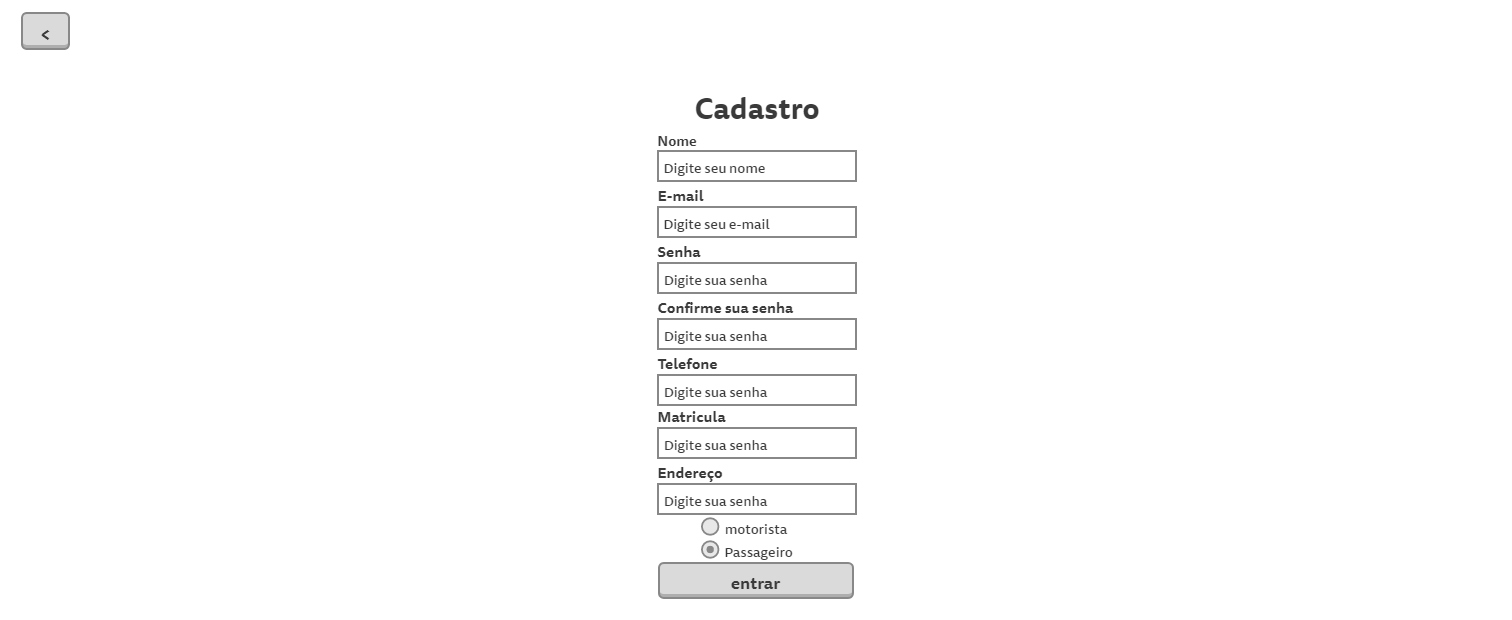 <
Cadastro
Nome
Digite seu nome
E-mail
Digite seu e-mail
Senha
Digite sua senha
Confirme sua senha
Digite sua senha
Telefone
Digite sua senha
Matricula
Digite sua senha
Endereço
Digite sua senha
motorista
Passageiro
entrar